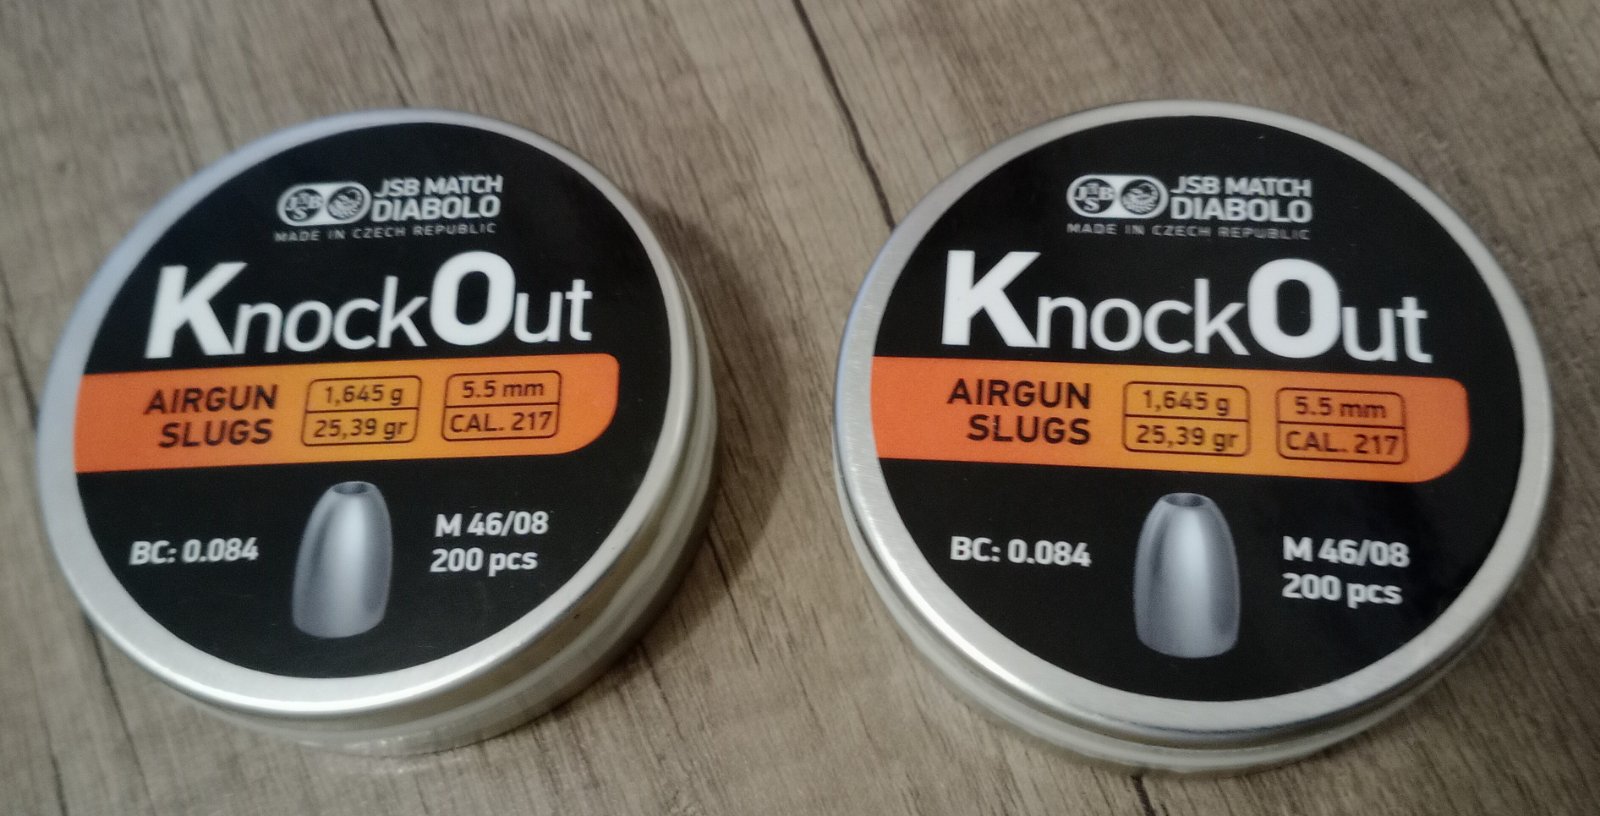 JSB MATCH
DIABOLO
MADE IN CZECH REPUBLIC
KnockOut
AIRGUN
SLUGS
1,645 g
25,39 gr
5.5 mm
CAL. 217
BC: 0.084
M 46/08
200 pcs
JSB MATCH
DIABOLO
MADE IN CZECH REPUBLIC
KnockOut
AIRGUN
SLUGS
1,645 g
25,39 gr
5.5 mm
CAL. 217
BC: 0.084
M 46/08
200 pcs